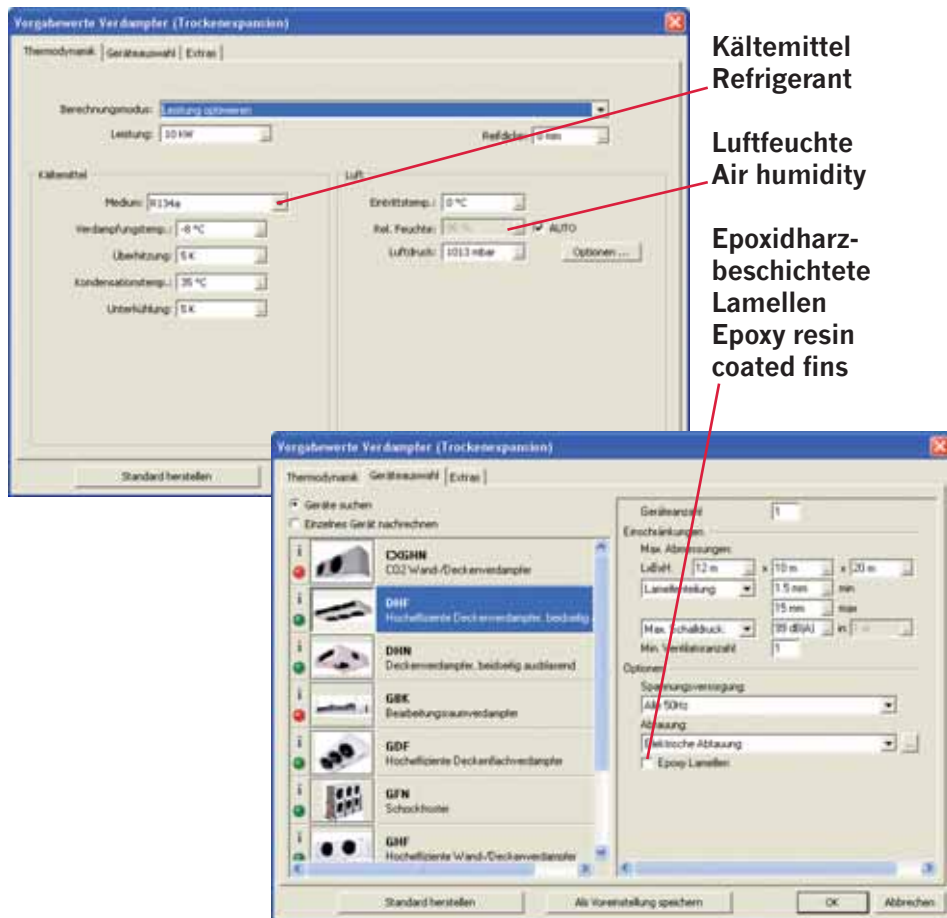 Vorgabewerte Verdampfer (Trockenexpansion)
Thermodynamik Geräteauswahl Extras
Berechnungsmodus: Leistung optimieren
Leistung: 10 kW
Reifdicke: 0 mm
Kältemittel
Medium: R134a
Verdampfungstemp.: -8 °C
Überhitzung: 5 K
Kondensationstemp.: 35 °C
Unterkühlung: 5 K
Luft
Eintrittstemp.: 0 °C
Rel. Feuchte: AUTO
Luftdruck: 1013 mbar Optionen ...
Standard herstellen
Kältemittel
Refrigerant
Luftfeuchte
Air humidity
Epoxidharz-
beschichtete
Lamellen
Epoxy resin
coated fins
Vorgabewerte Verdampfer (Trockenexpansion)
Thermodynamik Geräteauswahl Extras
Geräte suchen
Einzelnes Gerät nachrechnen
CXGHN
CO2 Wand-/Deckenverdampfer
DHF
Hocheffiziente Deckenverdampfer, beidseitig
DHN
Deckenverdampfer, beidseitig ausblasend
GBK
Bearbeitungsraumverdampfer
GDF
Hocheffiziente Deckenflachverdampfer
GFN
Schockfroster
GHF
Hocheffiziente Wand-/Deckenverdampfer
Geräteanzahl 1
Einschränkungen
Max. Abmessungen:
LxBxH: 12 m x 10 m x 20 m
Lamellenteilung 1.5 mm min
15 mm max
Max. Schalldruck 99 dB(A) in
Min. Ventilatoranzahl 1
Optionen
Spannungsversorgung:
Alle 50Hz
Abtauung:
Elektrische Abtauung
Epoxy Lamellen
Standard herstellen Als Voreinstellung speichern OK Abbrechen